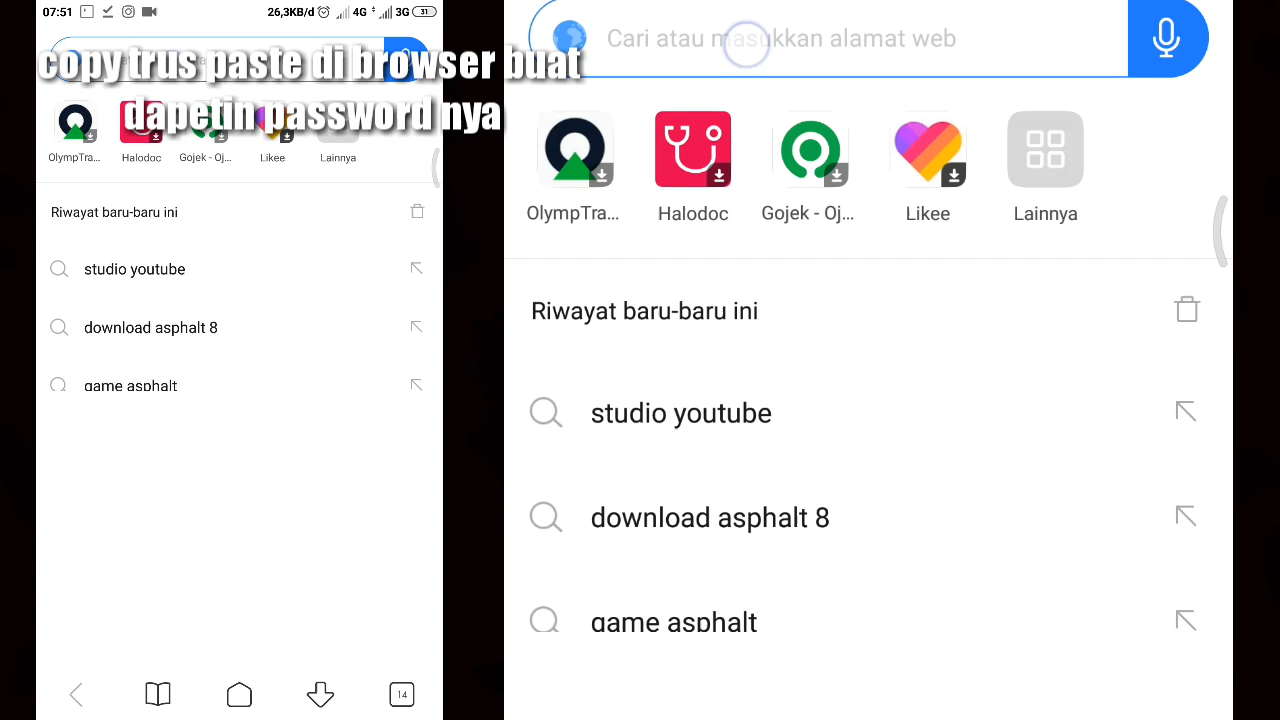 07:51
26,3KB/d
4G
3G
31
copy trus paste di browser buat
dapetin password nya
OlympTra...
Halodoc
Gojek - Oj...
Likee
Lainnya
Riwayat baru-baru ini
studio youtube
download asphalt 8
game asphalt
14
Cari atau masukkan alamat web
OlympTra...
Halodoc
Gojek - Oj...
Likee
Lainnya
Riwayat baru-baru ini
studio youtube
download asphalt 8
game asphalt